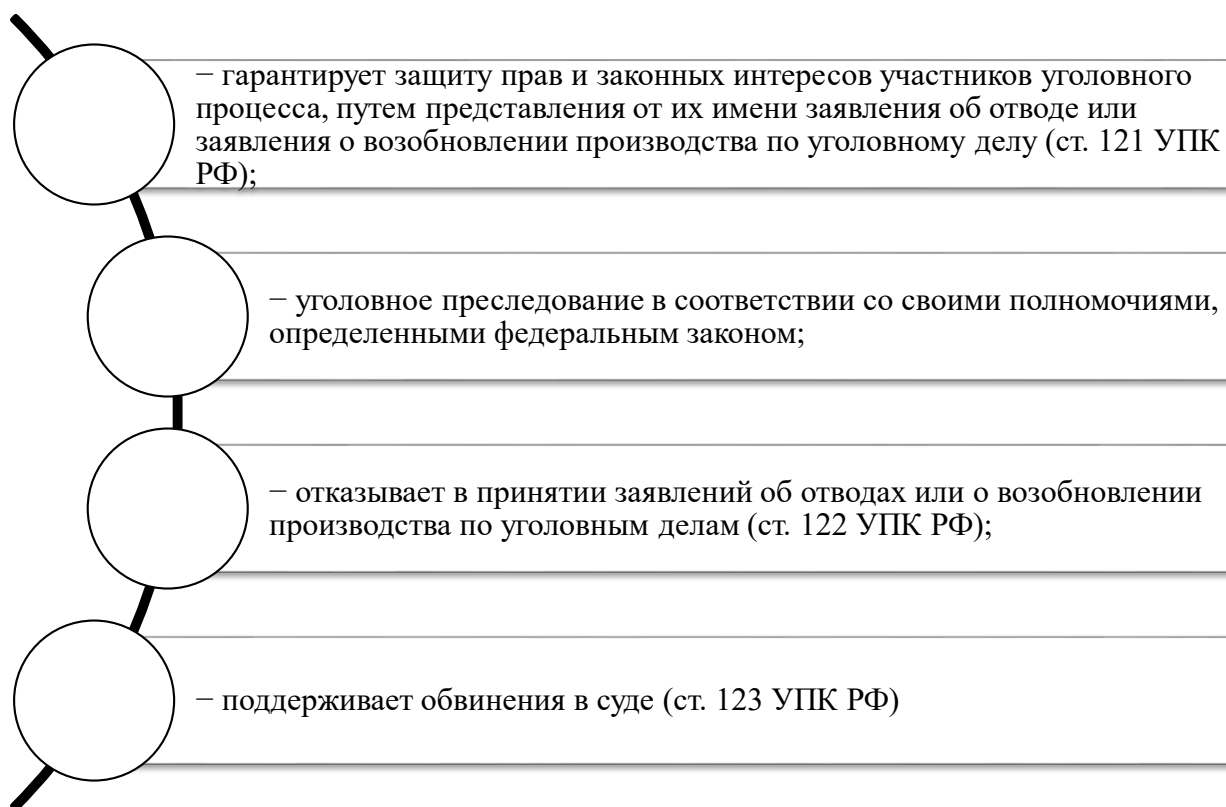 − гарантирует защиту прав и законных интересов участников уголовного
процесса, путем представления от их имени заявления об отводе или
заявления о возобновлении производства по уголовному делу (ст. 121 УПК
РФ);
− уголовное преследование в соответствии со своими полномочиями,
определенными федеральным законом;
− отказывает в принятии заявлений об отводах или о возобновлении
производства по уголовным делам (ст. 122 УПК РФ);
− поддерживает обвинения в суде (ст. 123 УПК РФ)